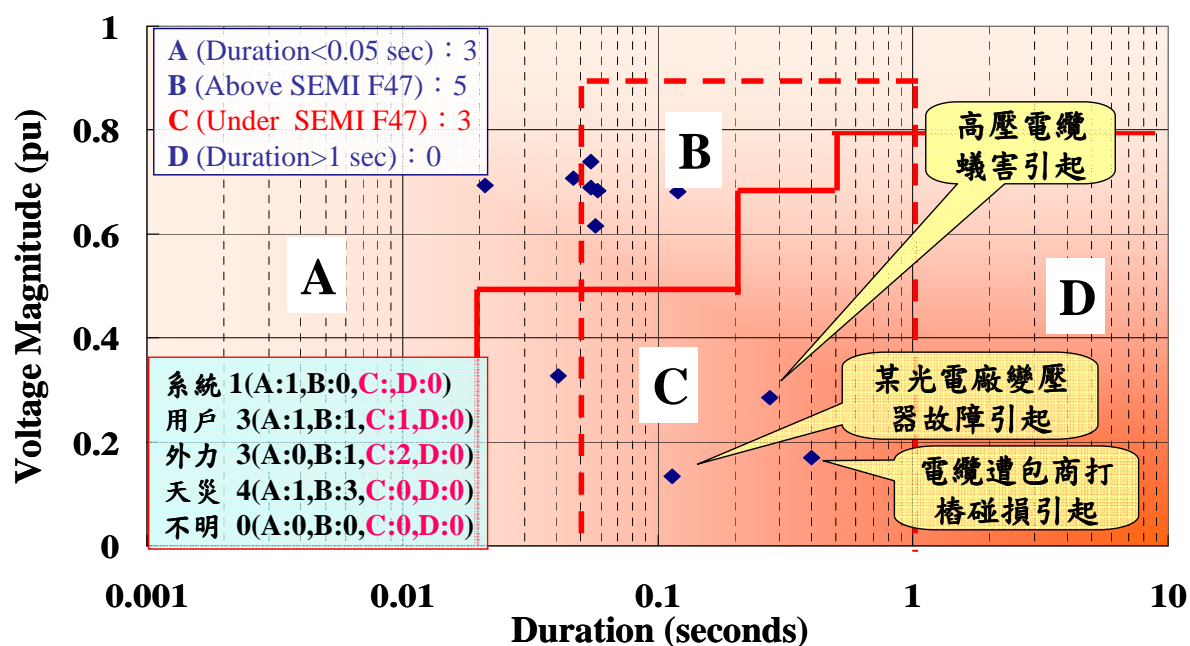 1
0.8
0.6
0.4
0.2
0
Voltage Magnitude (pu)
A (Duration<0.05 sec)：3
B (Above SEMI F47)：5
C (Under SEMI F47)：3
D (Duration>1 sec)：0
A
B
C
D
高壓電纜
蟻害引起
某光電廠變壓
器故障引起
電纜遭包商打
樁碰損引起
系統 1(A:1,B:0,C:,D:0)
用戶 3(A:1,B:1,C:1,D:0)
外力 3(A:0,B:1,C:2,D:0)
天災 4(A:1,B:3,C:0,D:0)
不明 0(A:0,B:0,C:0,D:0)
0.001
0.01
0.1
1
10
Duration (seconds)